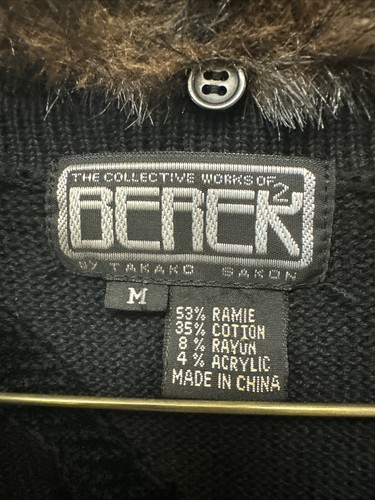 THE COLLECTIVE WORKS OF
BEREK 2
BY TAKAKO SAKON
M
53% RAMIE
35% COTTON
8% RAYON
4% ACRYLIC
MADE IN CHINA